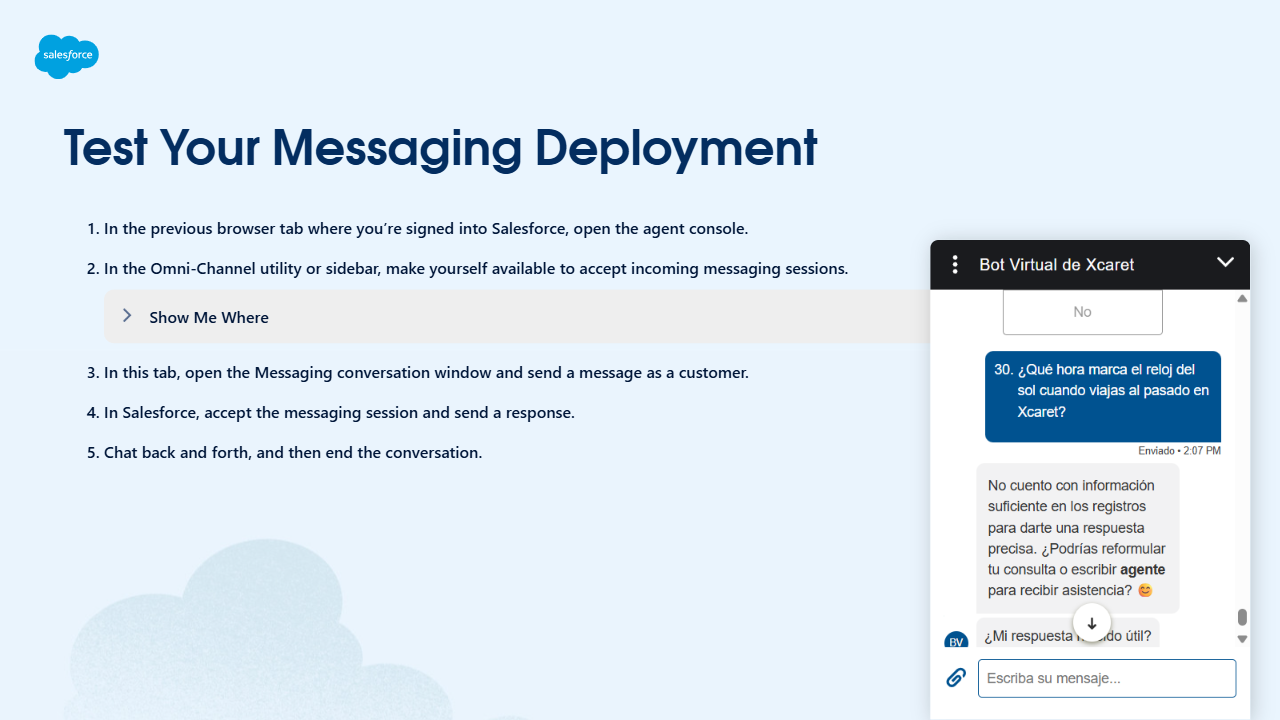 salesforce
Test Your Messaging Deployment
1. In the previous browser tab where you’re signed into Salesforce, open the agent console.
2. In the Omni-Channel utility or sidebar, make yourself available to accept incoming messaging sessions.
Show Me Where
3. In this tab, open the Messaging conversation window and send a message as a customer.
4. In Salesforce, accept the messaging session and send a response.
5. Chat back and forth, and then end the conversation.
Bot Virtual de Xcaret
No
30. ¿Qué hora marca el reloj del
sol cuando viajas al pasado en
Xcaret?
Enviado • 2:07 PM
No cuento con información
suficiente en los registros
para darte una respuesta
precisa. ¿Podrías reformular
tu consulta o escribir agente
para recibir asistencia? 😊
BV
¿Mi respuesta útil?
Escriba su mensaje...